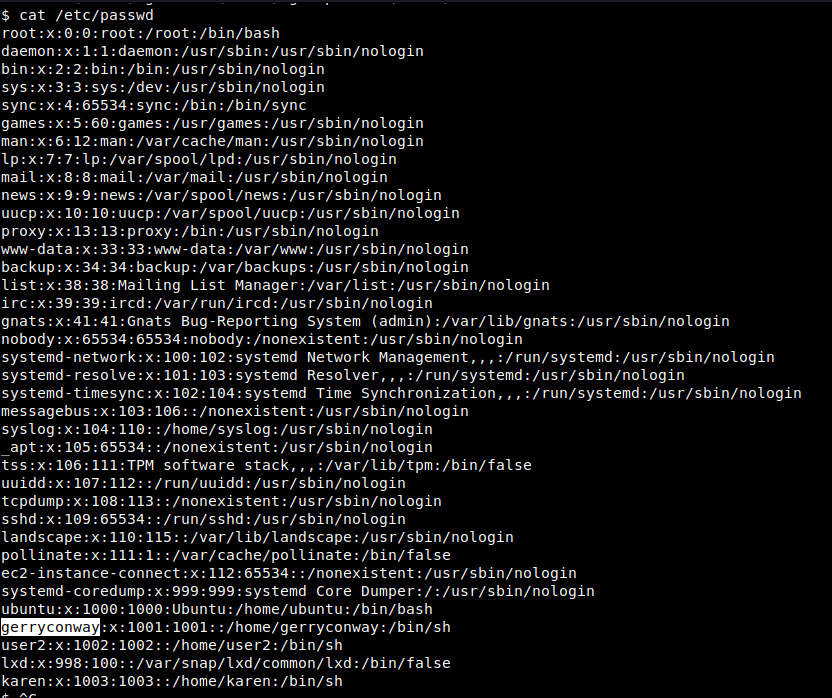 $ cat /etc/passwd
root:x:0:0:root:/root:/bin/bash
daemon:x:1:1:daemon:/usr/sbin:/usr/sbin/nologin
bin:x:2:2:bin:/bin:/usr/sbin/nologin
sys:x:3:3:sys:/dev:/usr/sbin/nologin
sync:x:4:65534:sync:/bin:/bin/sync
games:x:5:60:games:/usr/games:/usr/sbin/nologin
man:x:6:12:man:/var/cache/man:/usr/sbin/nologin
lp:x:7:7:lp:/var/spool/lpd:/usr/sbin/nologin
mail:x:8:8:mail:/var/mail:/usr/sbin/nologin
news:x:9:9:news:/var/spool/news:/usr/sbin/nologin
uucp:x:10:10:uucp:/var/spool/uucp:/usr/sbin/nologin
proxy:x:13:13:proxy:/bin:/usr/sbin/nologin
www-data:x:33:33:www-data:/var/www:/usr/sbin/nologin
backup:x:34:34:backup:/var/backups:/usr/sbin/nologin
list:x:38:38:Mailing List Manager:/var/list:/usr/sbin/nologin
irc:x:39:39:ircd:/var/run/ircd:/usr/sbin/nologin
gnats:x:41:41:Gnats Bug-Reporting System (admin):/var/lib/gnats:/usr/sbin/nologin
nobody:x:65534:65534:nobody:/nonexistent:/usr/sbin/nologin
systemd-network:x:100:102:systemd Network Management,,,:/run/systemd:/usr/sbin/nologin
systemd-resolve:x:101:103:systemd Resolver,,,:/run/systemd:/usr/sbin/nologin
systemd-timesync:x:102:104:systemd Time Synchronization,,,:/run/systemd:/usr/sbin/nologin
messagebus:x:103:106::/nonexistent:/usr/sbin/nologin
syslog:x:104:110::/home/syslog:/usr/sbin/nologin
_apt:x:105:65534::/nonexistent:/usr/sbin/nologin
tss:x:106:111:TPM software stack,,,:/var/lib/tpm:/bin/false
uuidd:x:107:112::/run/uuidd:/usr/sbin/nologin
tcpdump:x:108:113::/nonexistent:/usr/sbin/nologin
sshd:x:109:65534::/run/sshd:/usr/sbin/nologin
landscape:x:110:115::/var/lib/landscape:/usr/sbin/nologin
pollinate:x:111:1::/var/cache/pollinate:/bin/false
ec2-instance-connect:x:112:65534::/nonexistent:/usr/sbin/nologin
systemd-coredump:x:999:999:systemd Core Dumper:/:/usr/sbin/nologin
ubuntu:x:1000:1000:Ubuntu:/home/ubuntu:/bin/bash
gerryconway:x:1001:1001::/home/gerryconway:/bin/sh
user2:x:1002:1002::/home/user2:/bin/sh
lxd:x:998:100::/var/snap/lxd/common/lxd:/bin/false
karen:x:1003:1003::/home/karen:/bin/sh
$ ^C